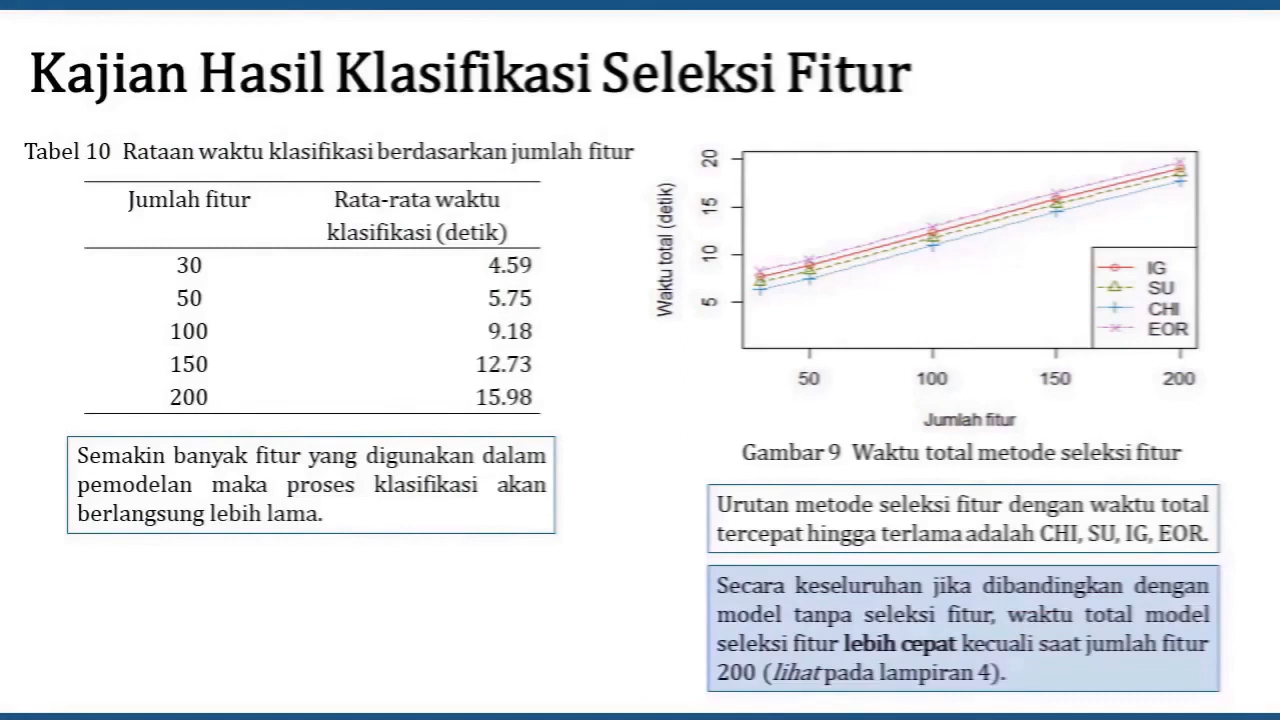 Kajian Hasil Klasifikasi Seleksi Fitur
Tabel 10 Rataan waktu klasifikasi berdasarkan jumlah fitur
Jumlah fitur Rata-rata waktu
klasifikasi (detik)
30 4.59
50 5.75
100 9.18
150 12.73
200 15.98
Semakin banyak fitur yang digunakan dalam
pemodelan maka proses klasifikasi akan
berlangsung lebih lama.
Waktu total (detik)
20
15
10
5
IG
SU
CHI
EOR
50 100 150 200
Jumlah fitur
Gambar 9 Waktu total metode seleksi fitur
Urutan metode seleksi fitur dengan waktu total
tercepat hingga terlama adalah CHI, SU, IG, EOR.
Secara keseluruhan jika dibandingkan dengan
model tanpa seleksi fitur, waktu total model
seleksi fitur lebih cepat kecuali saat jumlah fitur
200 (lihat pada lampiran 4).